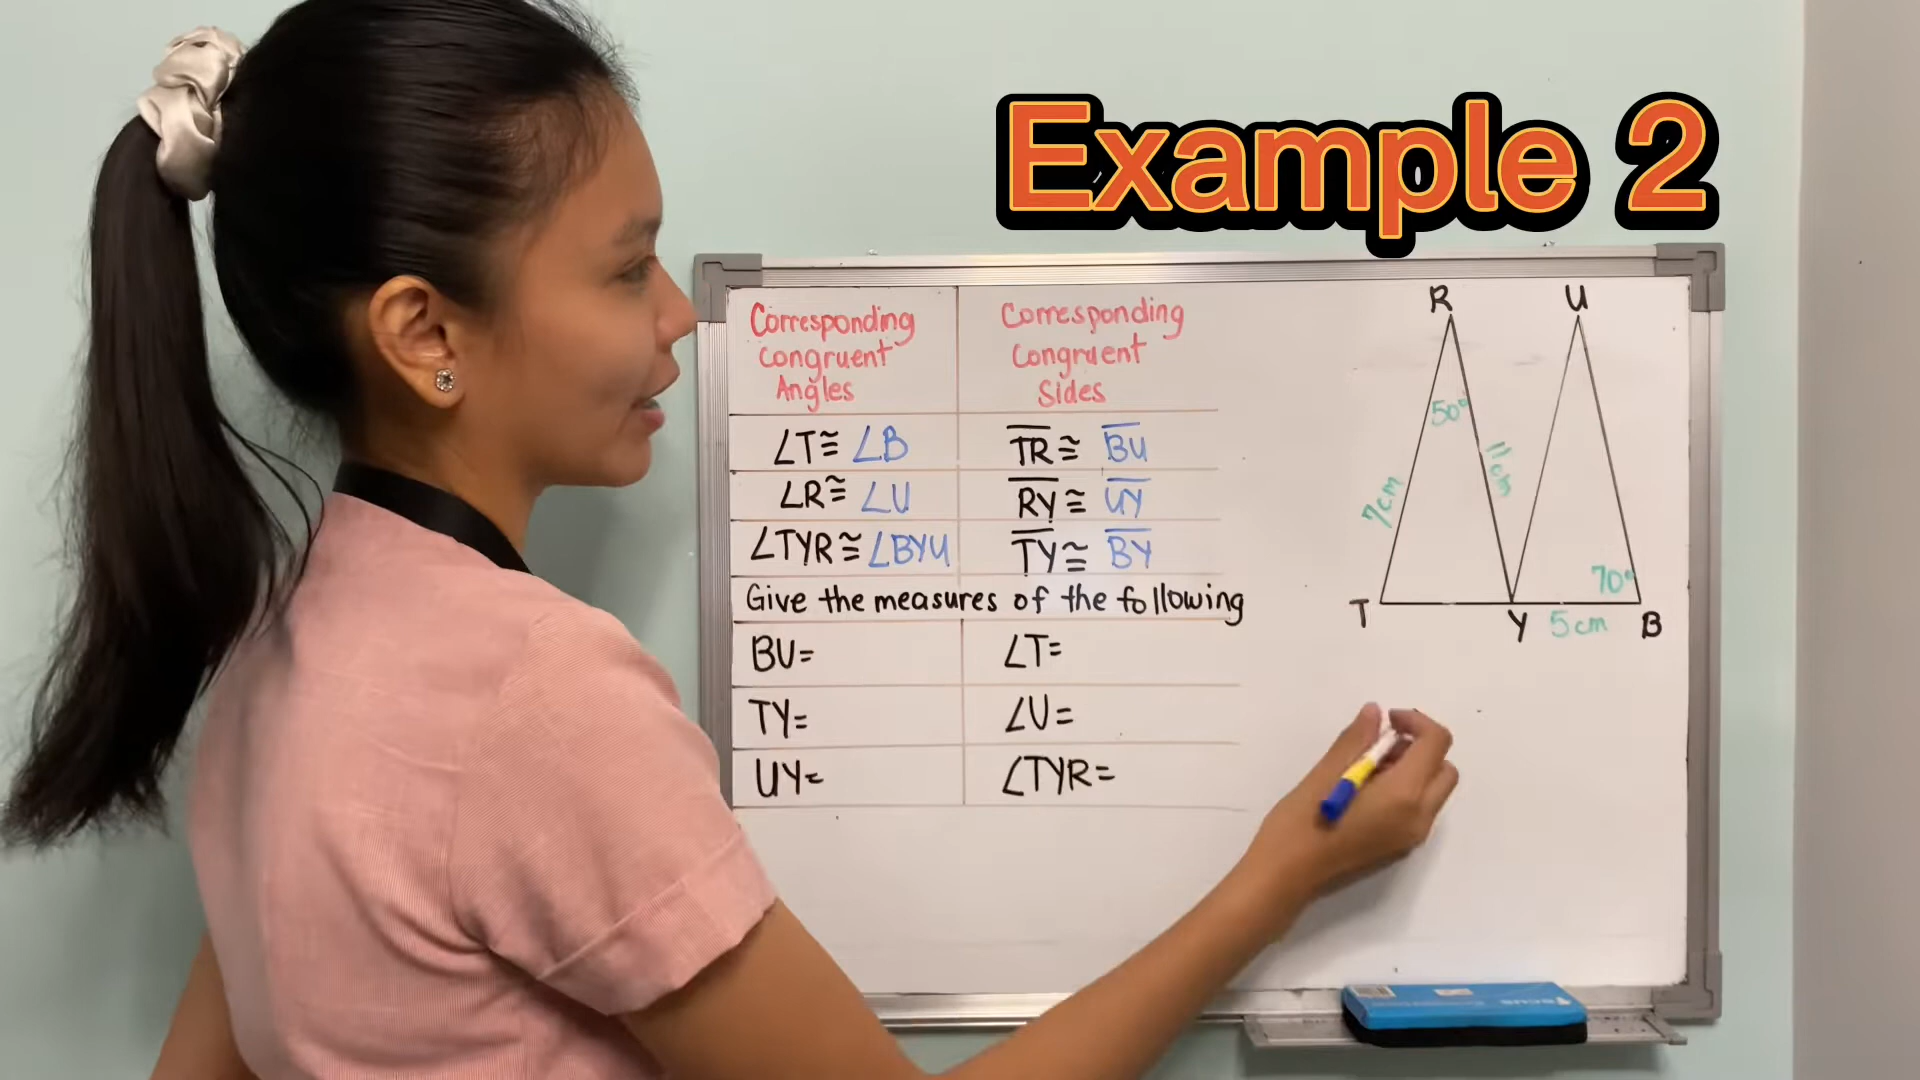 Example 2
Corresponding
Congruent
Angles
Corresponding
Congruent
Sides
∠T≅ ∠B
TR ≅ BU
∠R≅ ∠U
RY ≅ UY
∠TYR ≅ ∠BYU
TY ≅ BY
Give the measures of the following
BU=
∠T=
TY=
∠U=
UY=
∠TYR=
R
U
50°
11cm
7cm
70°
T
Y
5cm
B